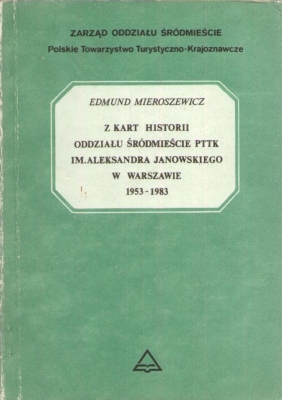 ZARZĄD ODDZIAŁU ŚRÓDMIEŚCIE
Polskie Towarzystwo Turystyczno-Krajoznawcze
EDMUND MIEROSZEWICZ
Z KART HISTORII
ODDZIAŁU ŚRÓDMIEŚCIE PTTK
IM.ALEKSANDRA JANOWSKIEGO
W WARSZAWIE
1953-1983